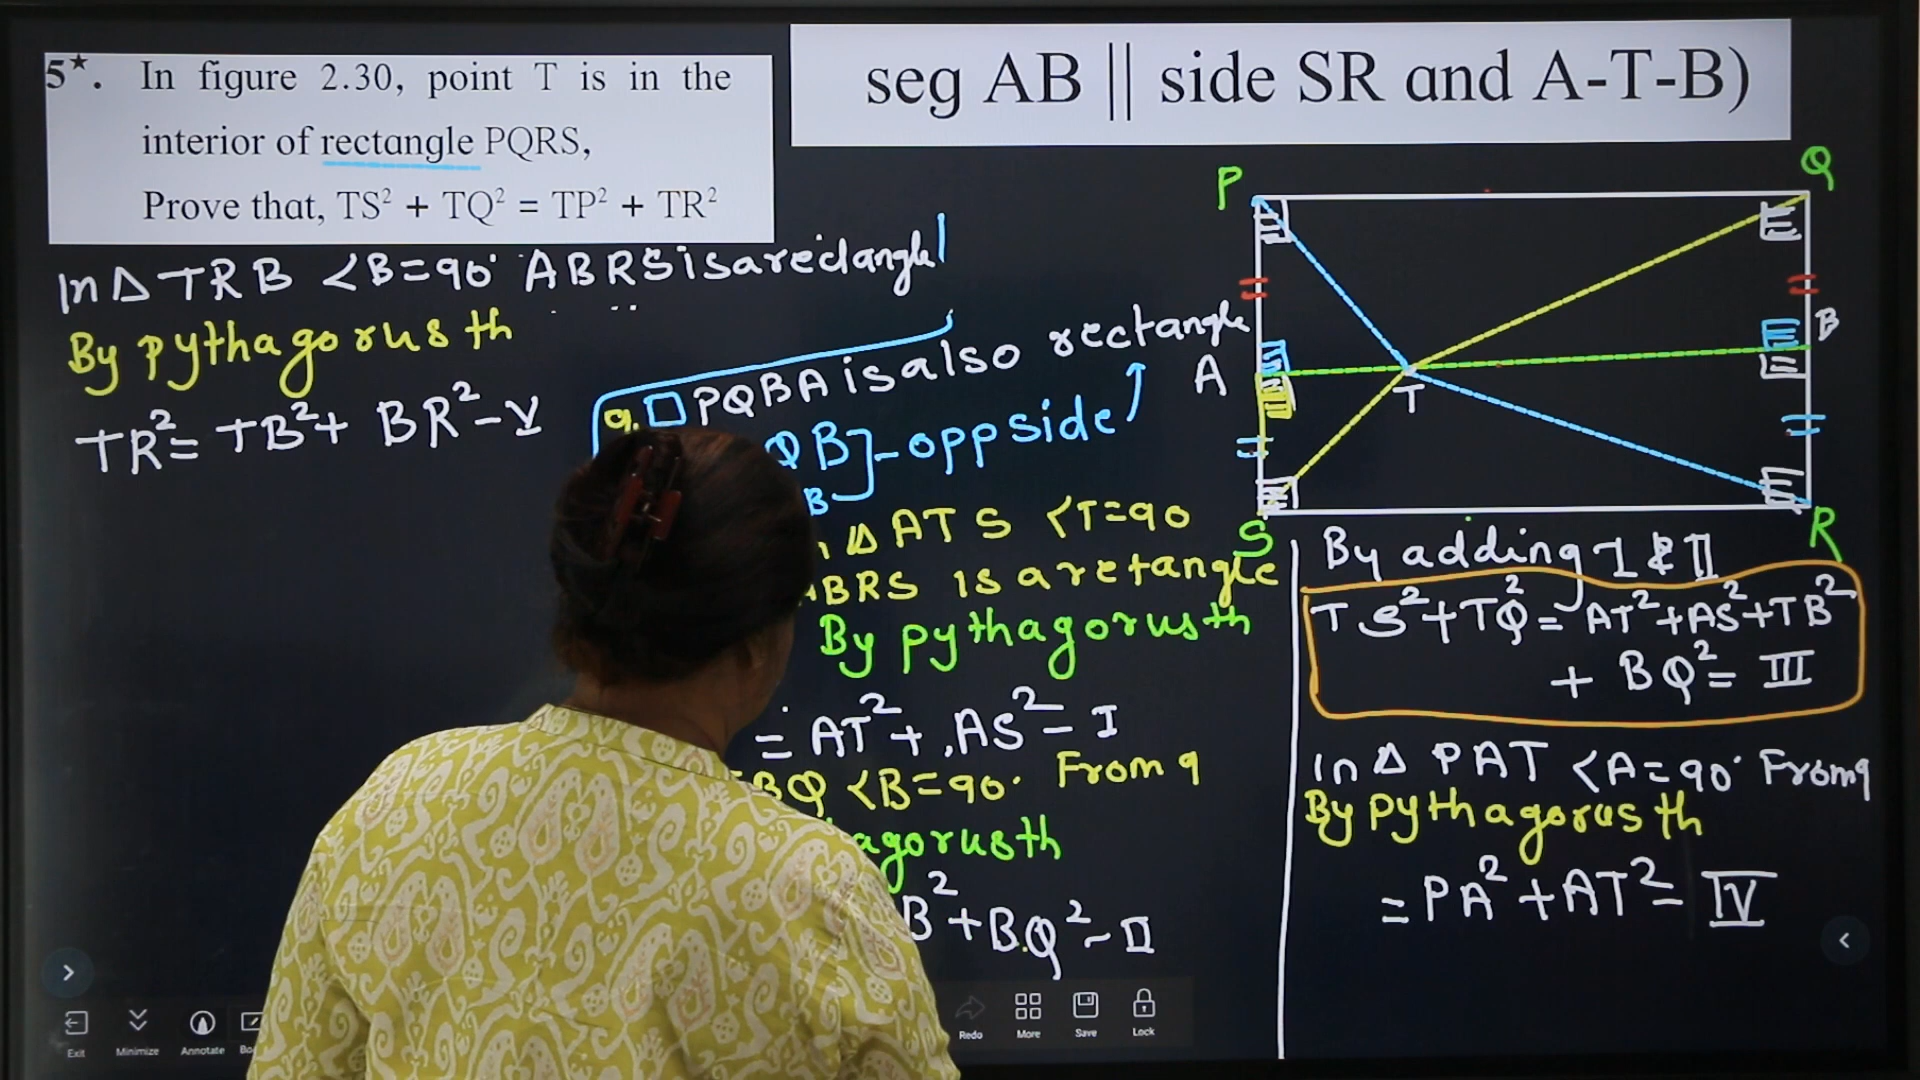 5★. In figure 2.30, point T is in the
interior of rectangle PQRS,
Prove that, TS² + TQ² = TP² + TR²
seg AB || side SR and A-T-B)
In △ TRB <B=90° ABRS is a rectangle
By pythagorus th
TR² = TB² + BR² - V
9. □ PQBA is also rectangle
QB]- opp side
B
△ ATS <T=90
ABRS is a retangle
By pythagorus th
= AT² + AS² - I
BQ <B=90° From 9
agorus th
B² + BQ² - II
P
Q
A
B
T
S
R
By adding I & II
TS² + TQ² = AT² + AS² + TB²
+ BQ² = III
In △ PAT <A=90° From 9
By pythagorus th
= PA² + AT² = IV
Exit
Minimize
Annotate
Redo
More
Save
Lock